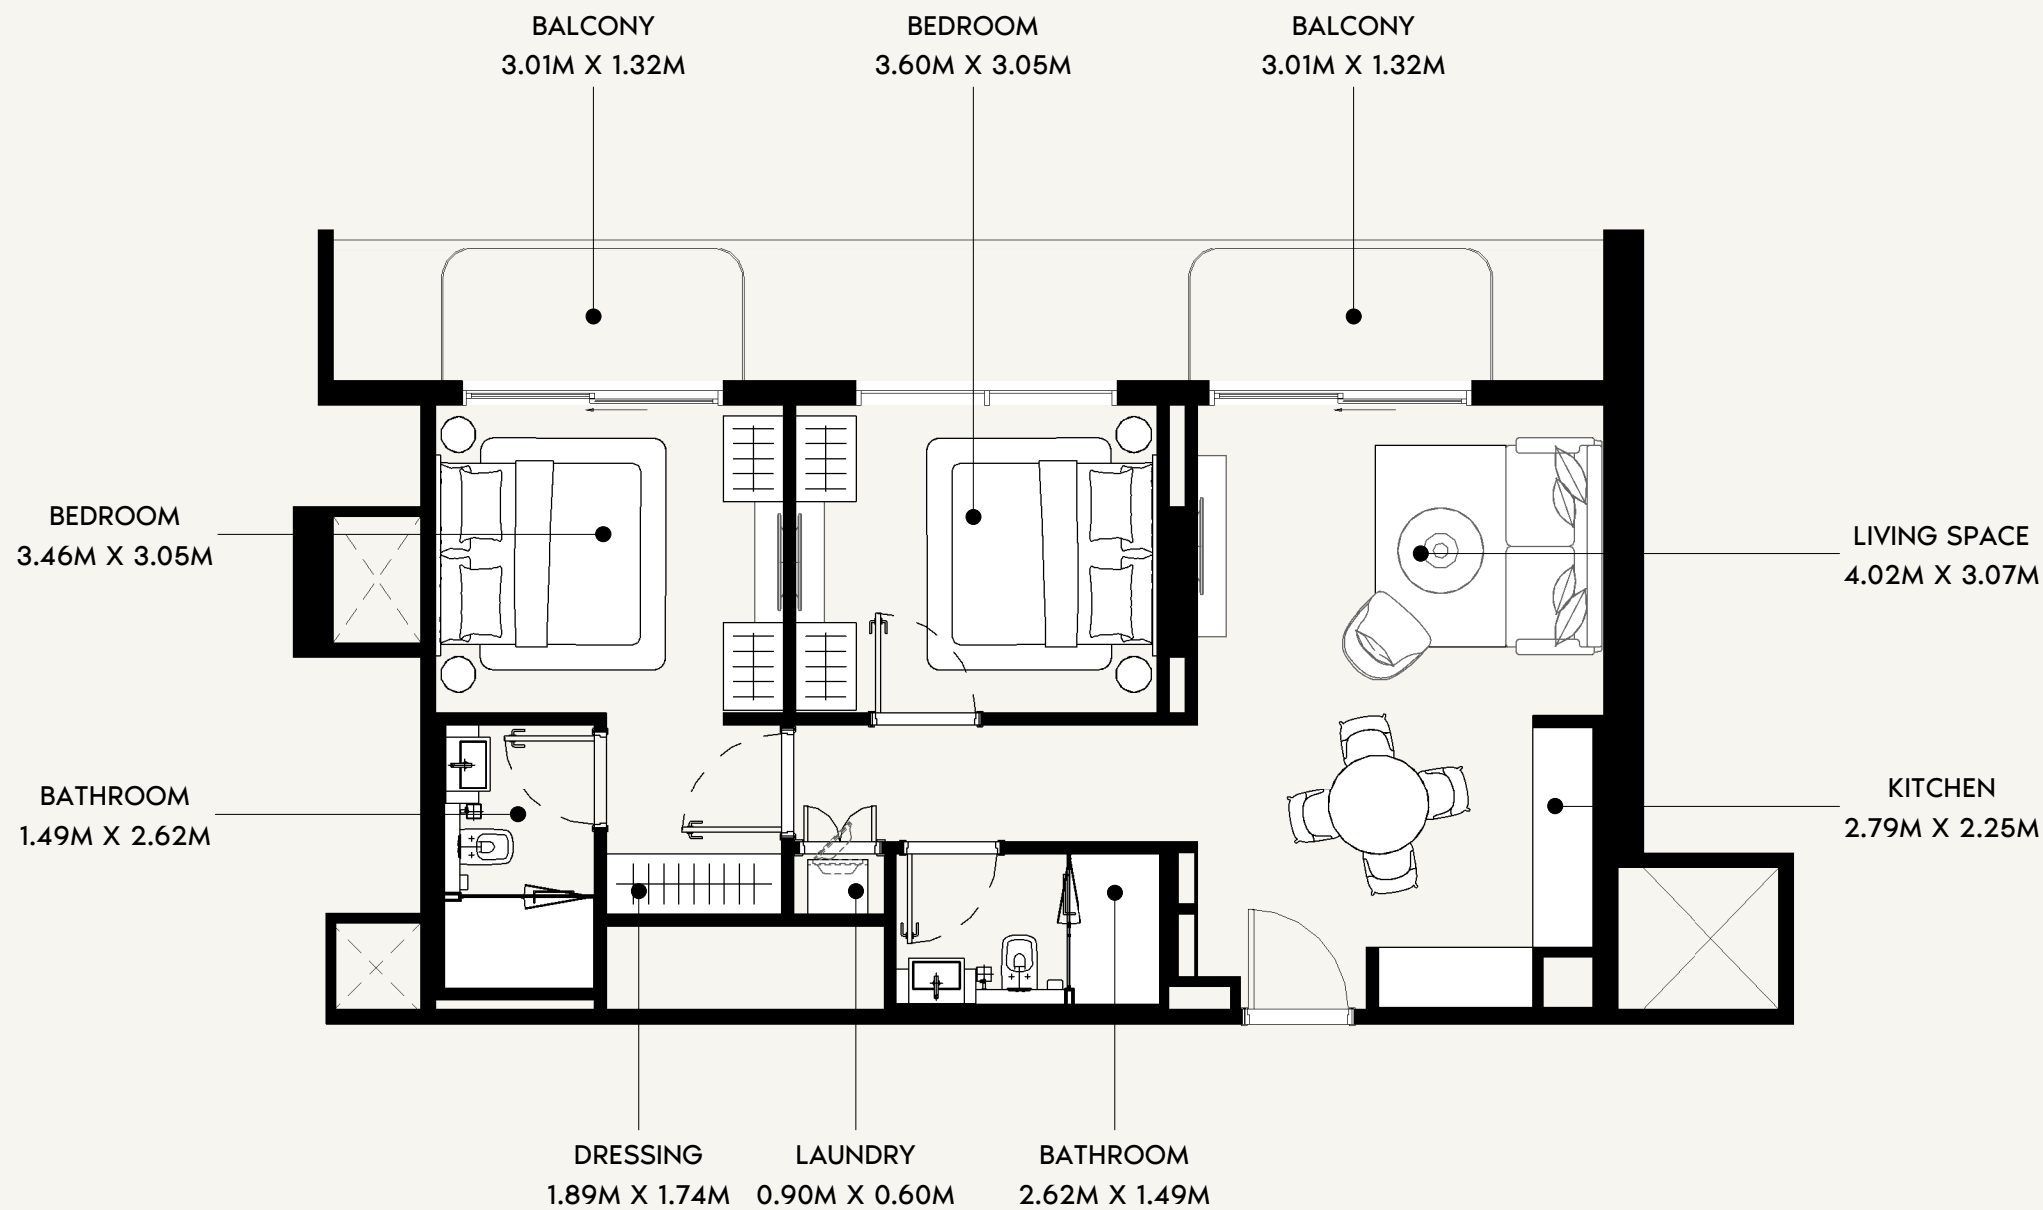 BALCONY
3.01M X 1.32M
BEDROOM
3.60M X 3.05M
BALCONY
3.01M X 1.32M
BEDROOM
3.46M X 3.05M
LIVING SPACE
4.02M X 3.07M
BATHROOM
1.49M X 2.62M
KITCHEN
2.79M X 2.25M
DRESSING
1.89M X 1.74M
LAUNDRY
0.90M X 0.60M
BATHROOM
2.62M X 1.49M